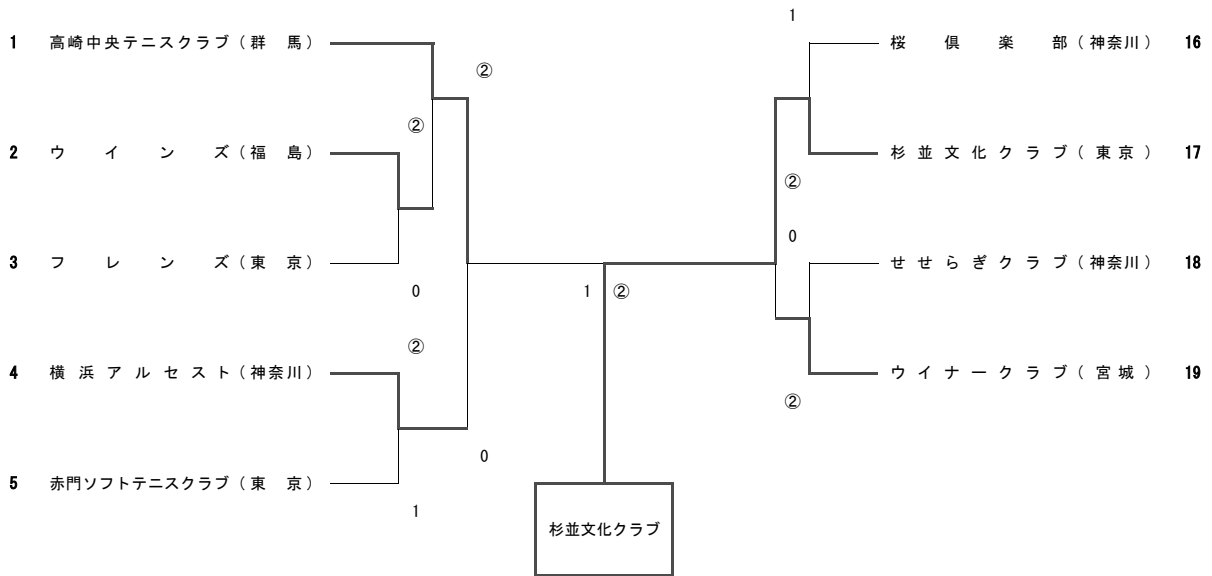 1
1 高崎中央テニスクラブ(群 馬)
桜 倶 楽 部(神奈川) 16
②
②
2 ウ イ ン ズ(福 島)
杉 並 文 化 ク ラ ブ( 東 京 ) 17
②
0
3 フ レ ン ズ(東 京)
せ せ ら ぎ ク ラ ブ(神奈川) 18
0
1 ②
②
4 横 浜 ア ル セ ス ト(神奈川)
ウ イ ナ ー ク ラ ブ( 宮 城 ) 19
②
0
5 赤門ソフトテニスクラブ(東 京)
1
杉並文化クラブ